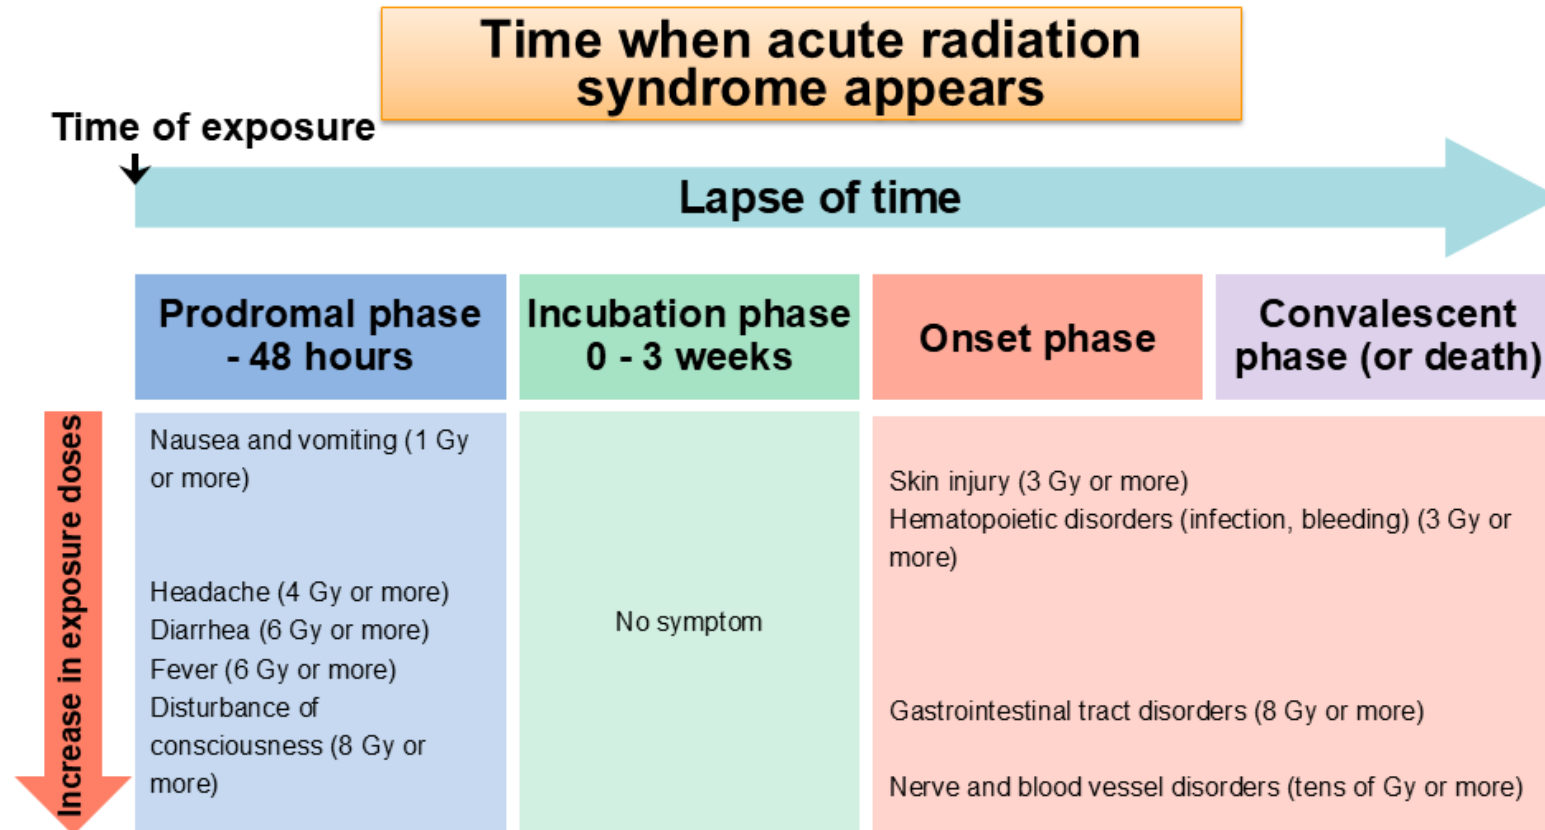 Time when acute radiation
syndrome appears
Time of exposure
Lapse of time
Prodromal phase
- 48 hours
Incubation phase
0 - 3 weeks
Onset phase
Convalescent
phase (or death)
Increase in exposure doses
Nausea and vomiting (1 Gy
or more)
Headache (4 Gy or more)
Diarrhea (6 Gy or more)
Fever (6 Gy or more)
Disturbance of
consciousness (8 Gy or
more)
No symptom
Skin injury (3 Gy or more)
Hematopoietic disorders (infection, bleeding) (3 Gy or
more)
Gastrointestinal tract disorders (8 Gy or more)
Nerve and blood vessel disorders (tens of Gy or more)